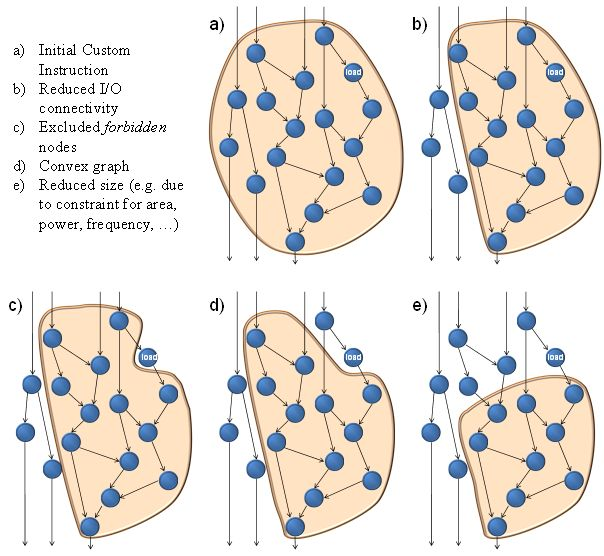 a) Initial Custom
Instruction
b) Reduced I/O
connectivity
c) Excluded forbidden
nodes
d) Convex graph
e) Reduced size (e.g. due
to constraint for area,
power, frequency, …)
a)
load
b)
load
c)
load
d)
load
e)
load